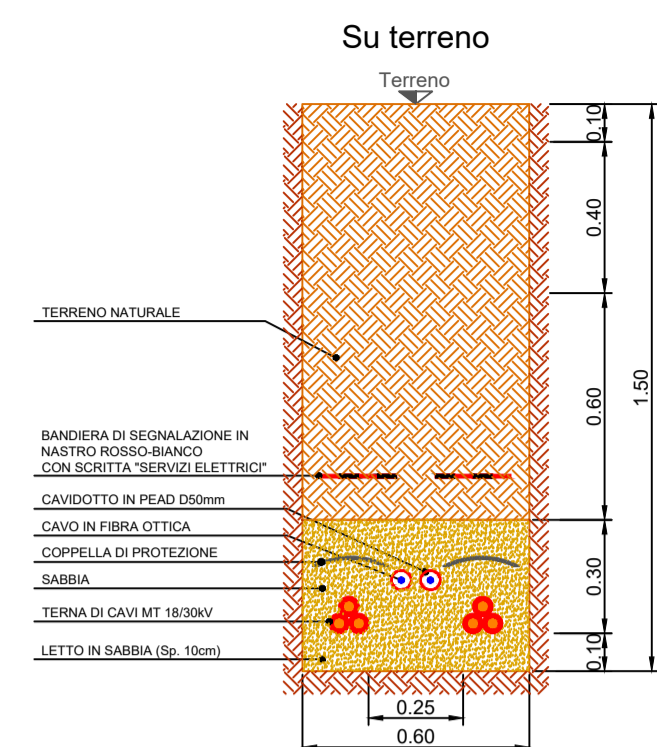 Su terreno
Terreno
0.10
0.40
TERRENO NATURALE
0.60
1.50
BANDIERA DI SEGNALAZIONE IN
NASTRO ROSSO-BIANCO
CON SCRITTA "SERVIZI ELETTRICI"
CAVIDOTTO IN PEAD D50mm
CAVO IN FIBRA OTTICA
COPPELLA DI PROTEZIONE
SABBIA
0.30
TERNA DI CAVI MT 18/30kV
LETTO IN SABBIA (Sp. 10cm)
0.10
0.25
0.60